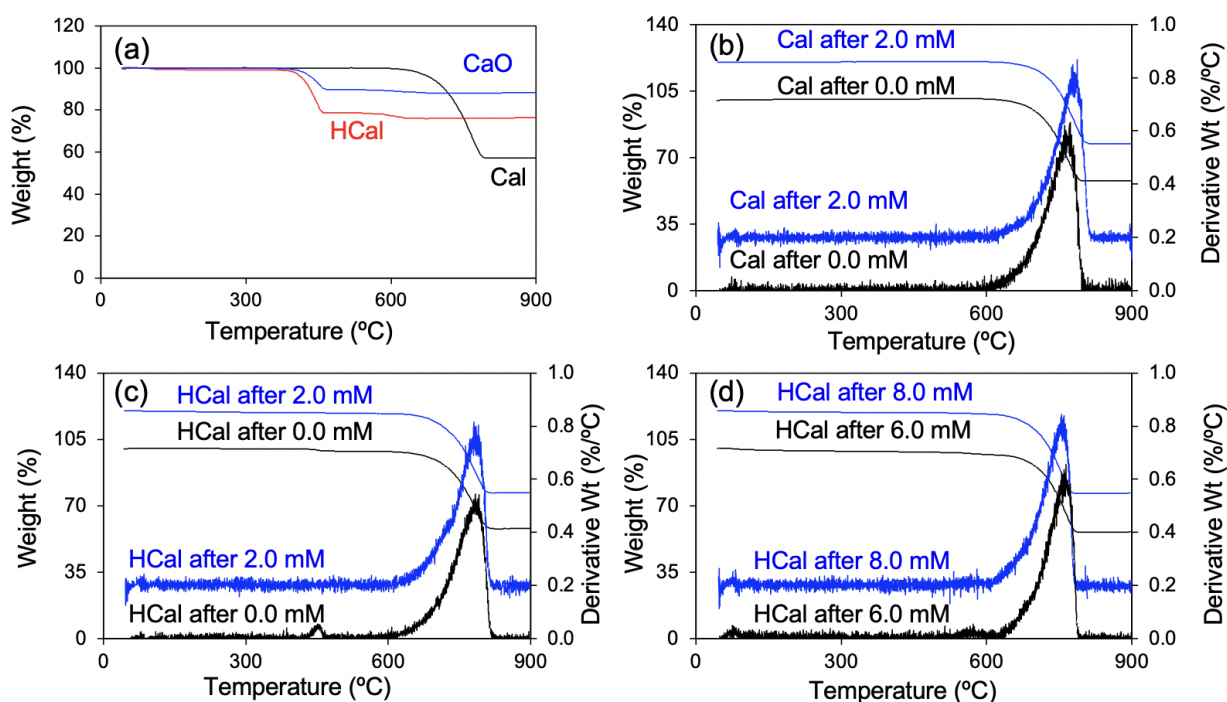 (a)
CaO
HCal
Cal
Weight (%)
120
100
80
60
40
20
0
0
300
600
900
Temperature (ºC)
(b)
Cal after 2.0 mM
Cal after 0.0 mM
Cal after 2.0 mM
Cal after 0.0 mM
Weight (%)
140
105
70
35
0
Derivative Wt (%/ºC)
1.0
0.8
0.6
0.4
0.2
0.0
0
300
600
900
Temperature (ºC)
(c)
HCal after 2.0 mM
HCal after 0.0 mM
HCal after 2.0 mM
HCal after 0.0 mM
Weight (%)
140
105
70
35
0
Derivative Wt (%/ºC)
1.0
0.8
0.6
0.4
0.2
0.0
0
300
600
900
Temperature (ºC)
(d)
HCal after 8.0 mM
HCal after 6.0 mM
HCal after 8.0 mM
HCal after 6.0 mM
Weight (%)
140
105
70
35
0
Derivative Wt (%/ºC)
1.0
0.8
0.6
0.4
0.2
0.0
0
300
600
900
Temperature (ºC)